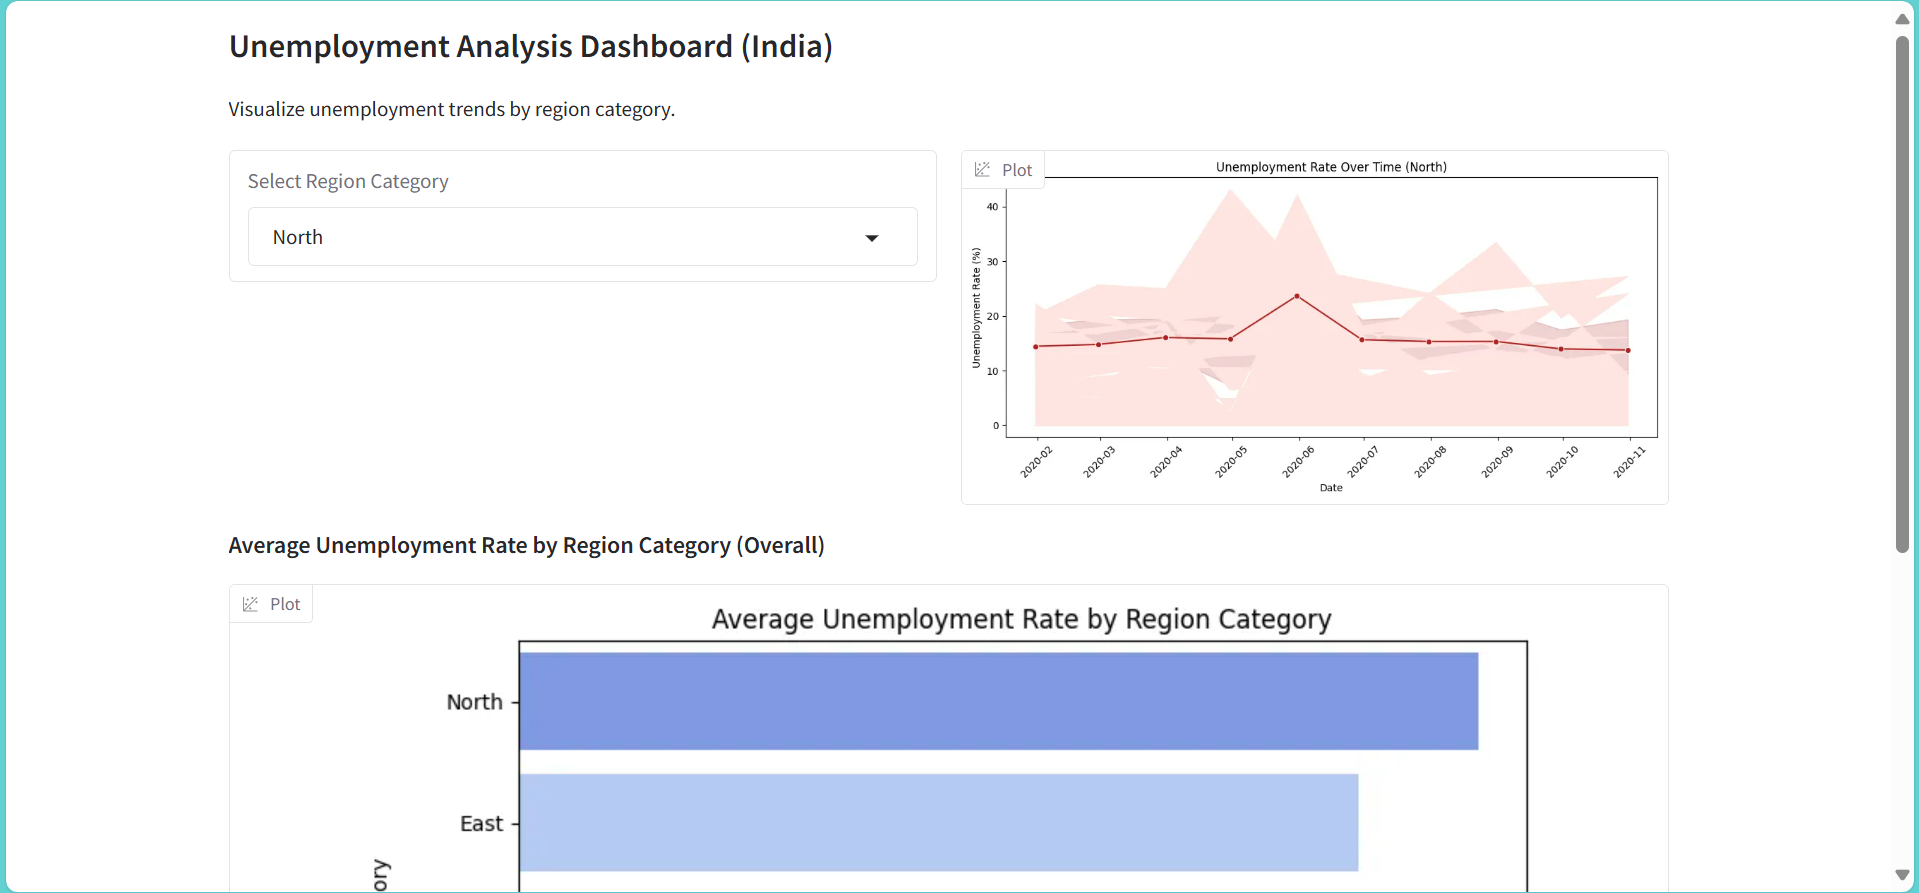 Unemployment Analysis Dashboard (India)
Visualize unemployment trends by region category.
Select Region Category
North
Plot
Unemployment Rate Over Time (North)
Unemployment Rate (%)
40
30
20
10
0
2020-02
2020-03
2020-04
2020-05
2020-06
2020-07
2020-08
2020-09
2020-10
2020-11
Date
Average Unemployment Rate by Region Category (Overall)
Plot
Average Unemployment Rate by Region Category
North
East
ory